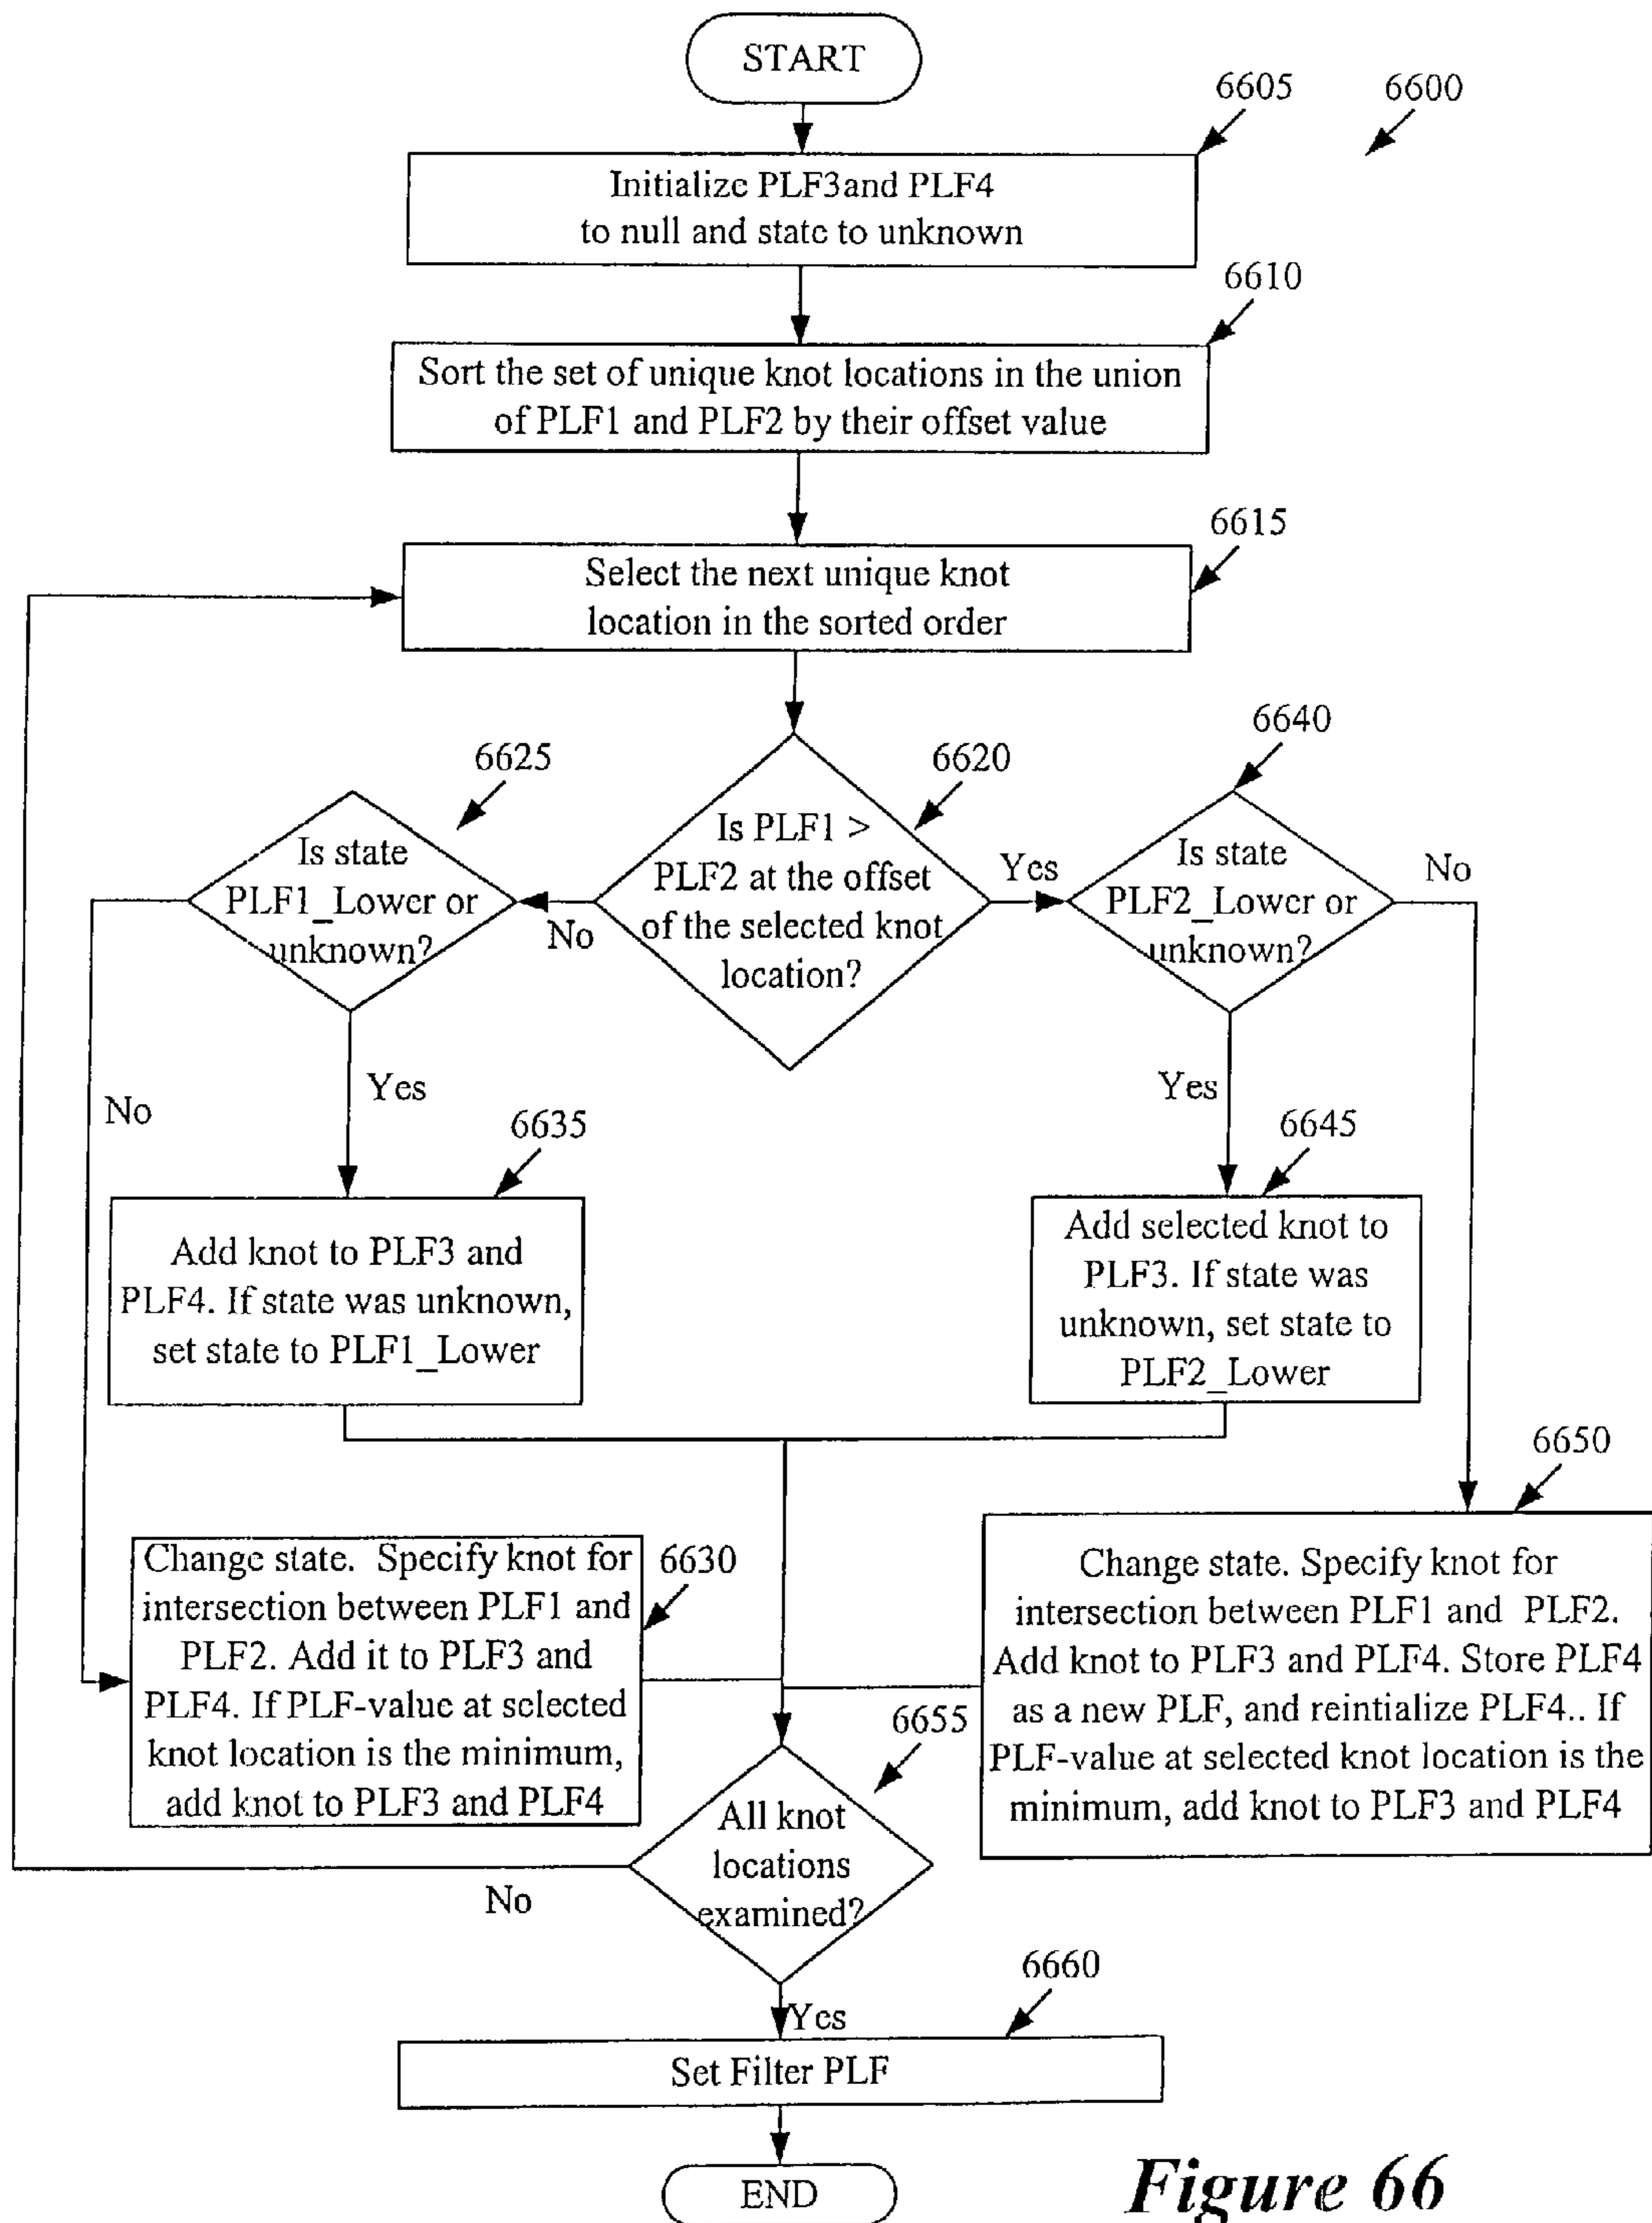 START
6605
6600
Initialize PLF3and PLF4
to null and state to unknown
6610
Sort the set of unique knot locations in the union
of PLF1 and PLF2 by their offset value
6615
Select the next unique knot
location in the sorted order
6625
6620
6640
Is state
PLF1_Lower or
unknown?
No
Is PLF1 >
PLF2 at the offset
of the selected knot
location?
Yes
Is state
PLF2_Lower or
unknown?
No
No
Yes
Yes
6635
6645
Add knot to PLF3 and
PLF4. If state was unknown,
set state to PLF1_Lower
Add selected knot to
PLF3. If state was
unknown, set state to
PLF2_Lower
6650
6630
Change state. Specify knot for
intersection between PLF1 and
PLF2. Add it to PLF3 and
PLF4. If PLF-value at selected
knot location is the minimum,
add knot to PLF3 and PLF4
Change state. Specify knot for
intersection between PLF1 and PLF2.
Add knot to PLF3 and PLF4. Store PLF4
as a new PLF, and reintialize PLF4.. If
PLF-value at selected knot location is the
minimum, add knot to PLF3 and PLF4
6655
All knot
locations
examined?
No
6660
Yes
Set Filter PLF
END
Figure 66